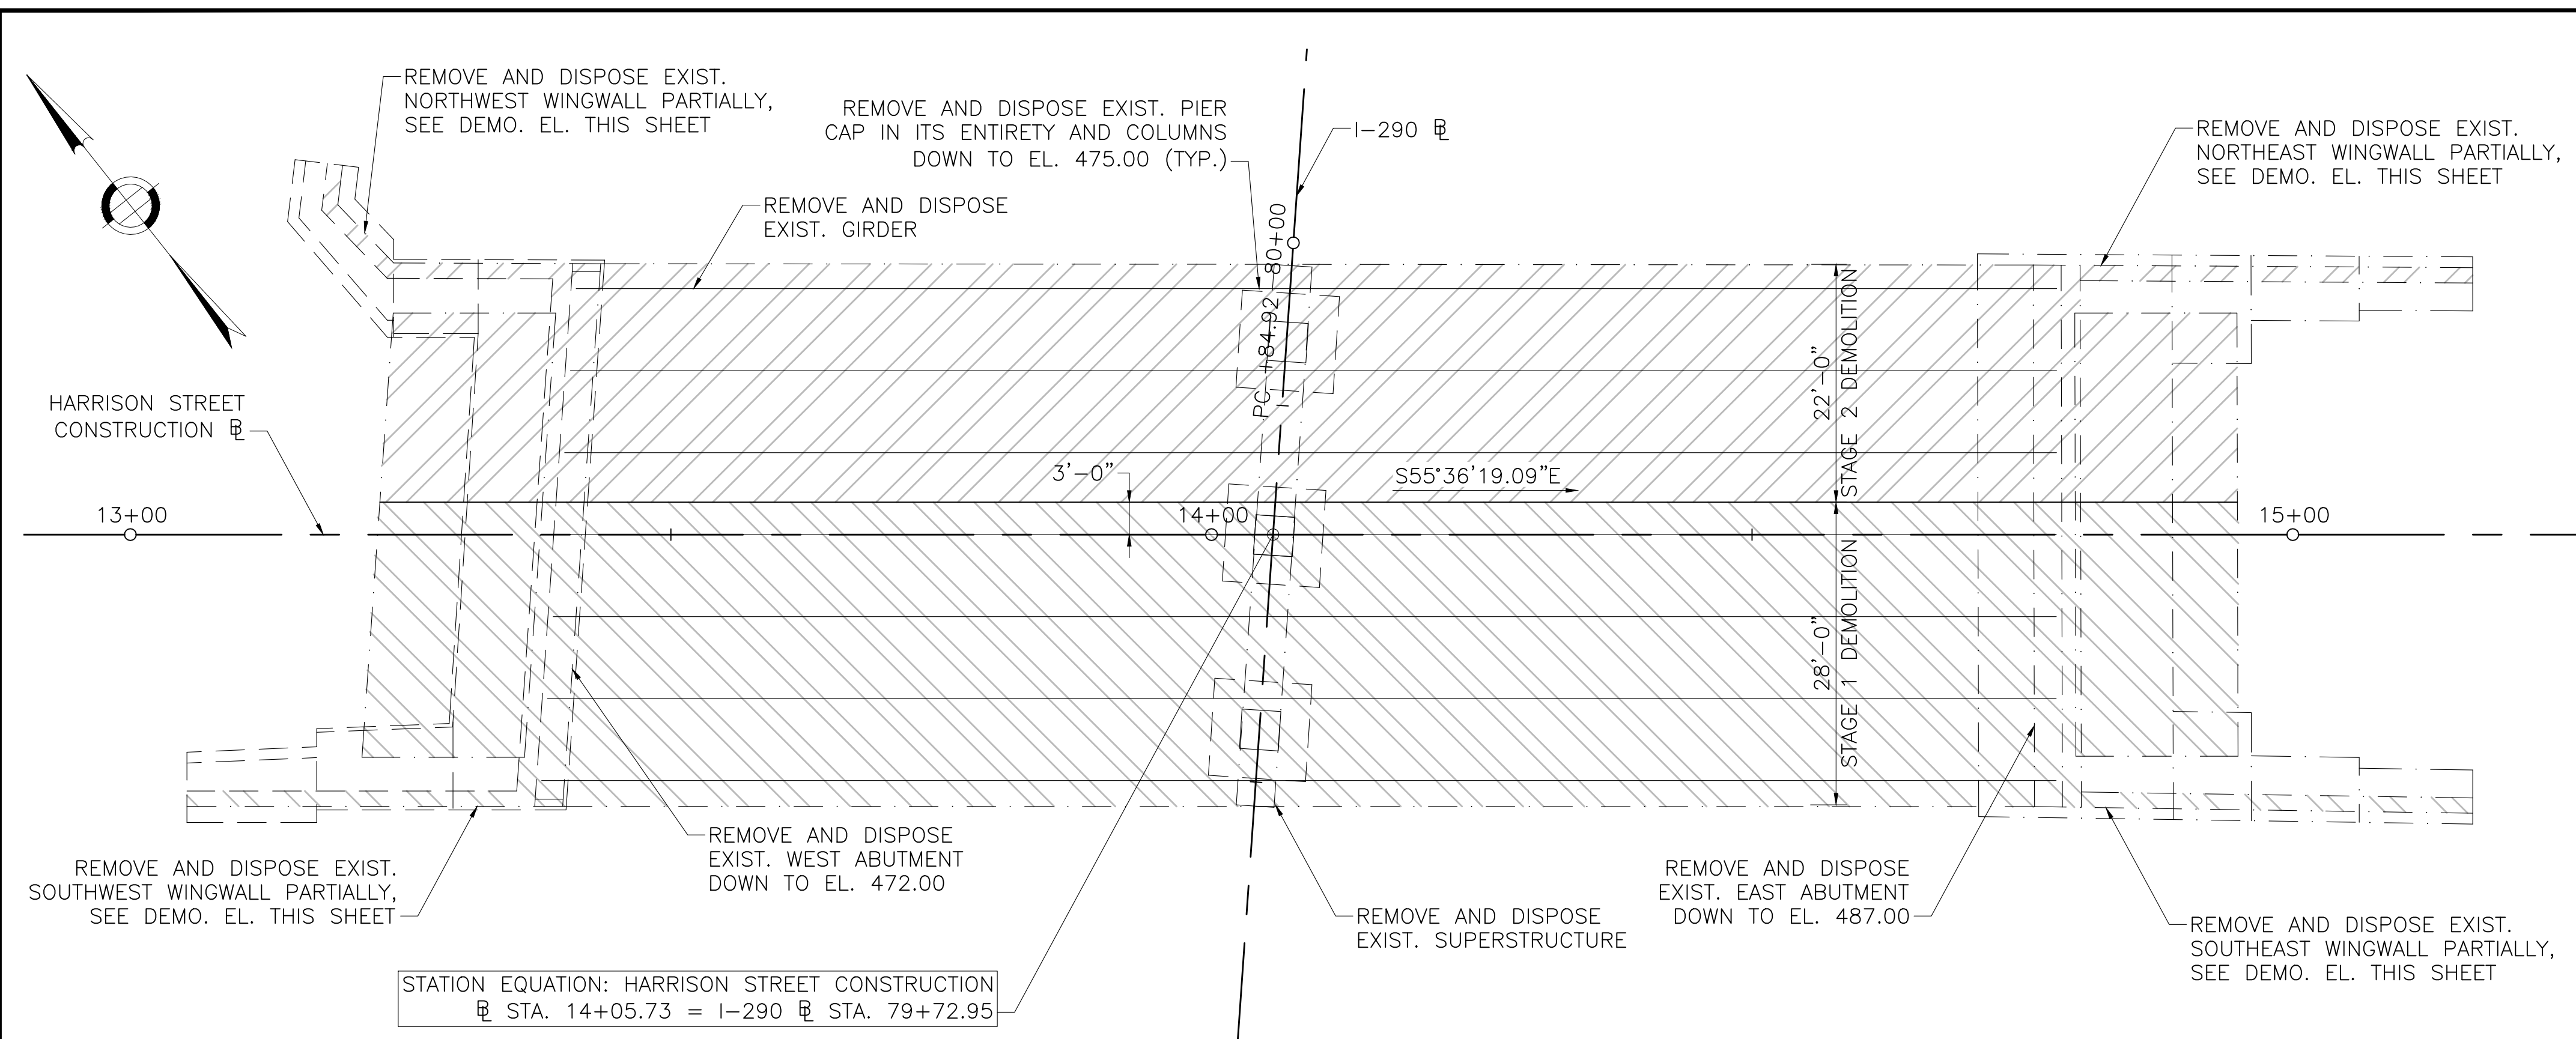 REMOVE AND DISPOSE EXIST.
NORTHWEST WINGWALL PARTIALLY,
SEE DEMO. EL. THIS SHEET
REMOVE AND DISPOSE EXIST. PIER
CAP IN ITS ENTIRETY AND COLUMNS
DOWN TO EL. 475.00 (TYP.)
I-290 ℄
REMOVE AND DISPOSE EXIST.
NORTHEAST WINGWALL PARTIALLY,
SEE DEMO. EL. THIS SHEET
REMOVE AND DISPOSE
EXIST. GIRDER
80+00
PC +84.92
22'-0"
STAGE 2 DEMOLITION
HARRISON STREET
CONSTRUCTION ℄
3'-0"
S55°36'19.09"E
13+00
14+00
15+00
28'-0"
STAGE 1 DEMOLITION
REMOVE AND DISPOSE EXIST.
SOUTHWEST WINGWALL PARTIALLY,
SEE DEMO. EL. THIS SHEET
REMOVE AND DISPOSE
EXIST. WEST ABUTMENT
DOWN TO EL. 472.00
REMOVE AND DISPOSE
EXIST. SUPERSTRUCTURE
REMOVE AND DISPOSE
EXIST. EAST ABUTMENT
DOWN TO EL. 487.00
REMOVE AND DISPOSE EXIST.
SOUTHEAST WINGWALL PARTIALLY,
SEE DEMO. EL. THIS SHEET
STATION EQUATION: HARRISON STREET CONSTRUCTION
℄ STA. 14+05.73 = I-290 ℄ STA. 79+72.95